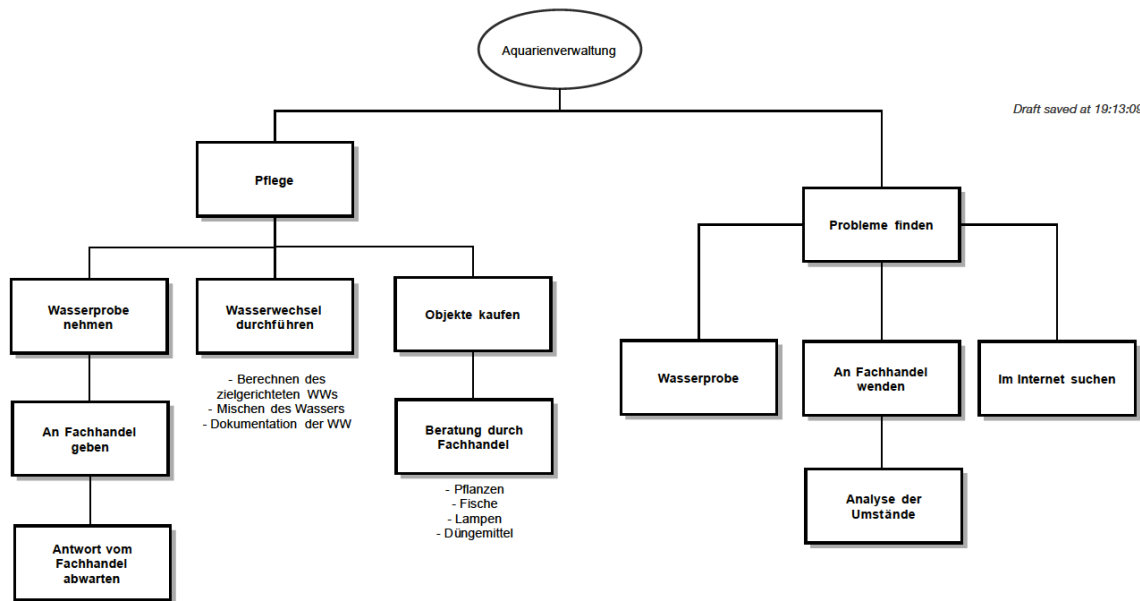 Aquarienverwaltung
Draft saved at 19:13:09
Pflege
Probleme finden
Wasserprobe
nehmen
Wasserwechsel
durchführen
Objekte kaufen
- Berechnen des
zielgerichteten WWs
- Mischen des Wassers
- Dokumentation der WW
Wasserprobe
An Fachhandel
wenden
Im Internet suchen
An Fachhandel
geben
Beratung durch
Fachhandel
- Pflanzen
- Fische
- Lampen
- Düngemittel
Analyse der
Umstände
Antwort vom
Fachhandel
abwarten